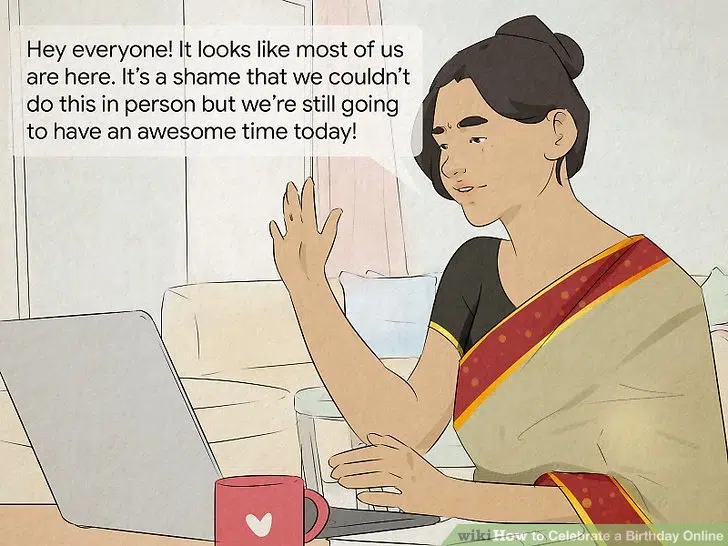 Hey everyone! It looks like most of us
are here. It's a shame that we couldn't
do this in person but we're still going
to have an awesome time today!
wikiHow to Celebrate a Birthday Online